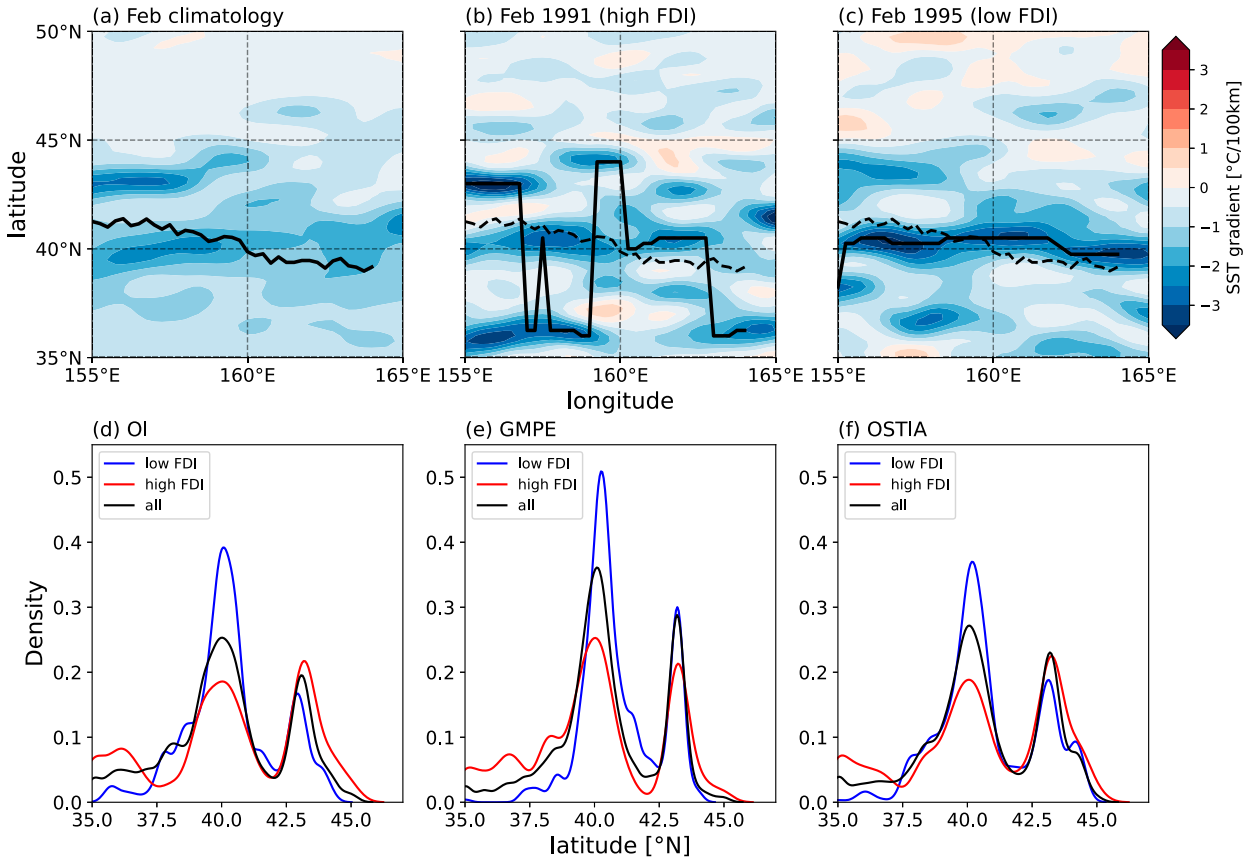 (a) Feb climatology
(b) Feb 1991 (high FDI)
(c) Feb 1995 (low FDI)
50°N
45°N
40°N
35°N
latitude
155°E
160°E
165°E
155°E
160°E
165°E
155°E
160°E
165°E
longitude
3
2
1
0
−1
−2
−3
SST gradient [°C/100km]
(d) OI
(e) GMPE
(f) OSTIA
low FDI
high FDI
all
low FDI
high FDI
all
low FDI
high FDI
all
Density
0.5
0.4
0.3
0.2
0.1
0.0
35.0
37.5
40.0
42.5
45.0
0.5
0.4
0.3
0.2
0.1
0.0
35.0
37.5
40.0
42.5
45.0
0.5
0.4
0.3
0.2
0.1
0.0
35.0
37.5
40.0
42.5
45.0
latitude [°N]